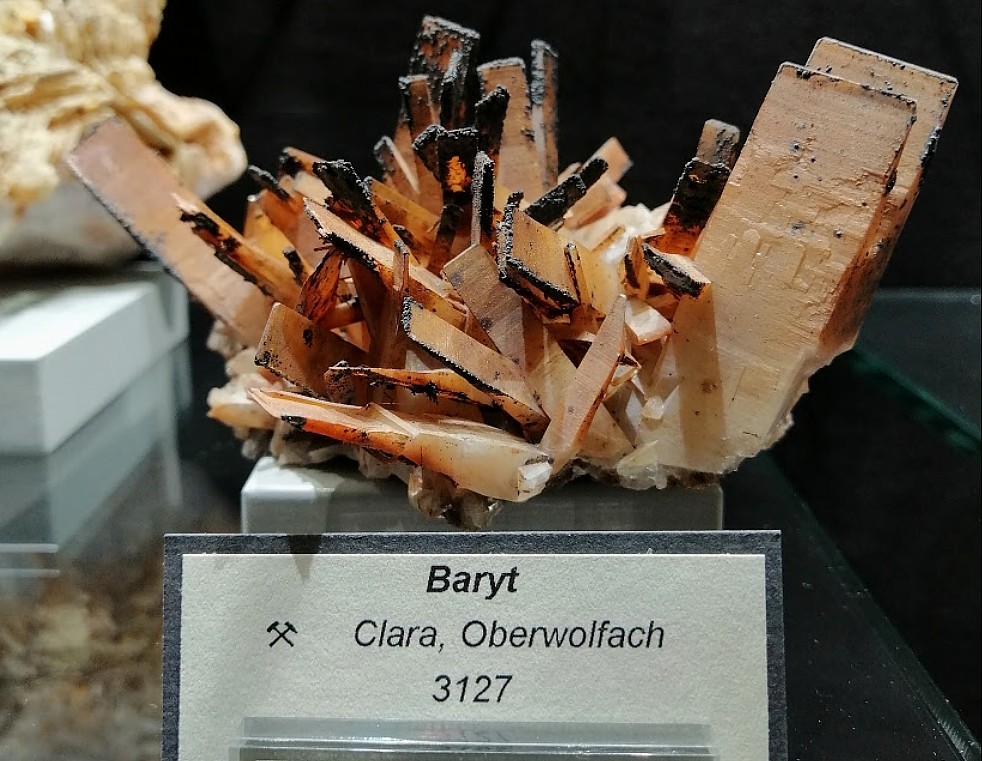 Baryt
⚒ Clara, Oberwolfach
3127